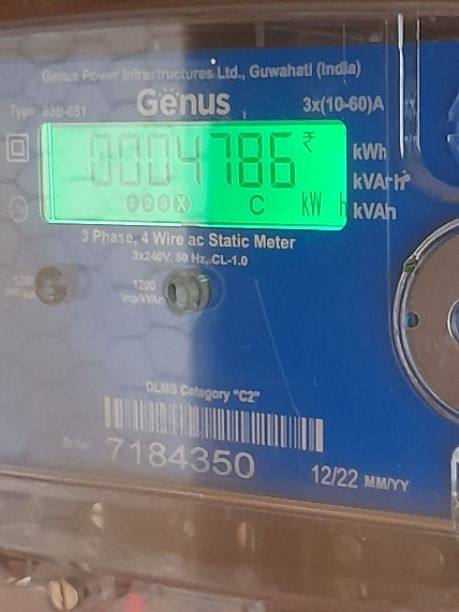 Genus Power Infrastructures Ltd., Guwahati (India)
Genus
3x(10-60)A
0004786 ₹
kWh
kVArh
C kW h
kVAh
3 Phase, 4 Wire ac Static Meter
3x240V, 50 Hz, CL-1.0
1200
imp/kVArh
DLMS Category "C2"
7184350
12/22 MM/YY